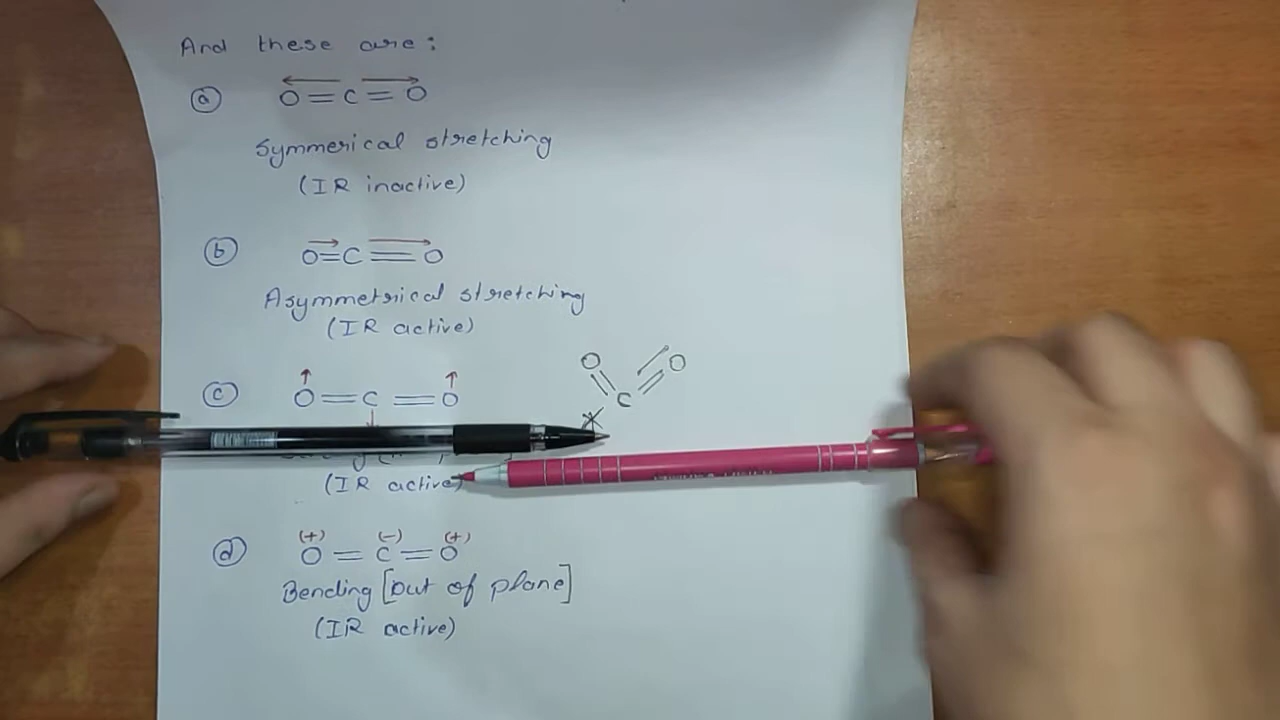 And these are:
(a) O=C=O
Symmerical stretching
(IR inactive)
(b) O=C=O
Asymmetrical stretching
(IR active)
(c) O=C=O
O=C=O
(IR active)
(d) (+) (-) (+)
O=C=O
Bending [out of plane]
(IR active)